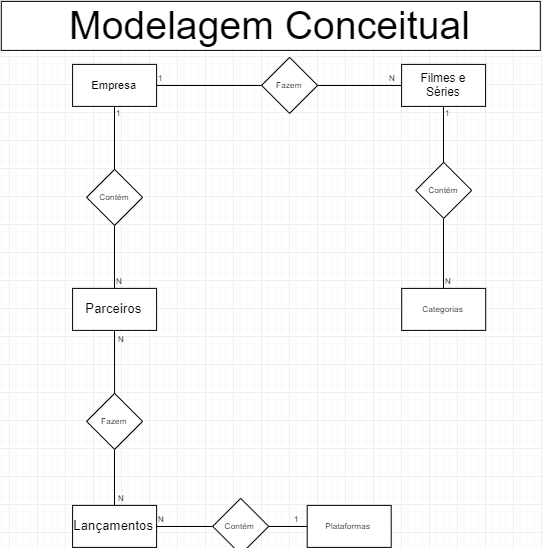 Modelagem Conceitual
Empresa
1
Fazem
N
Filmes e
Séries
1
1
Contém
Contém
N
N
Parceiros
Categorias
N
Fazem
N
Lançamentos
N
Contém
1
Plataformas